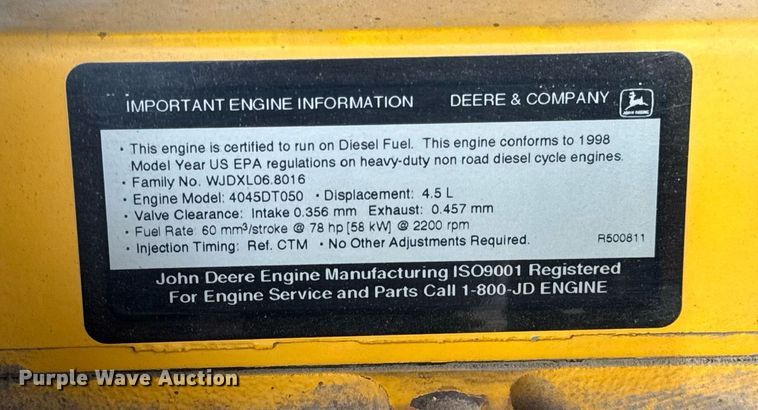 IMPORTANT ENGINE INFORMATION DEERE & COMPANY
JOHN DEERE
• This engine is certified to run on Diesel Fuel. This engine conforms to 1998
Model Year US EPA regulations on heavy-duty non road diesel cycle engines.
• Family No. WJDXL06.8016
• Engine Model: 4045DT050 • Displacement: 4.5 L
• Valve Clearance: Intake 0.356 mm Exhaust: 0.457 mm
• Fuel Rate: 60 mm³/stroke @ 78 hp [58 kW] @ 2200 rpm
• Injection Timing: Ref. CTM • No Other Adjustments Required. R500811
John Deere Engine Manufacturing ISO9001 Registered
For Engine Service and Parts Call 1-800-JD ENGINE
Purple Wave Auction